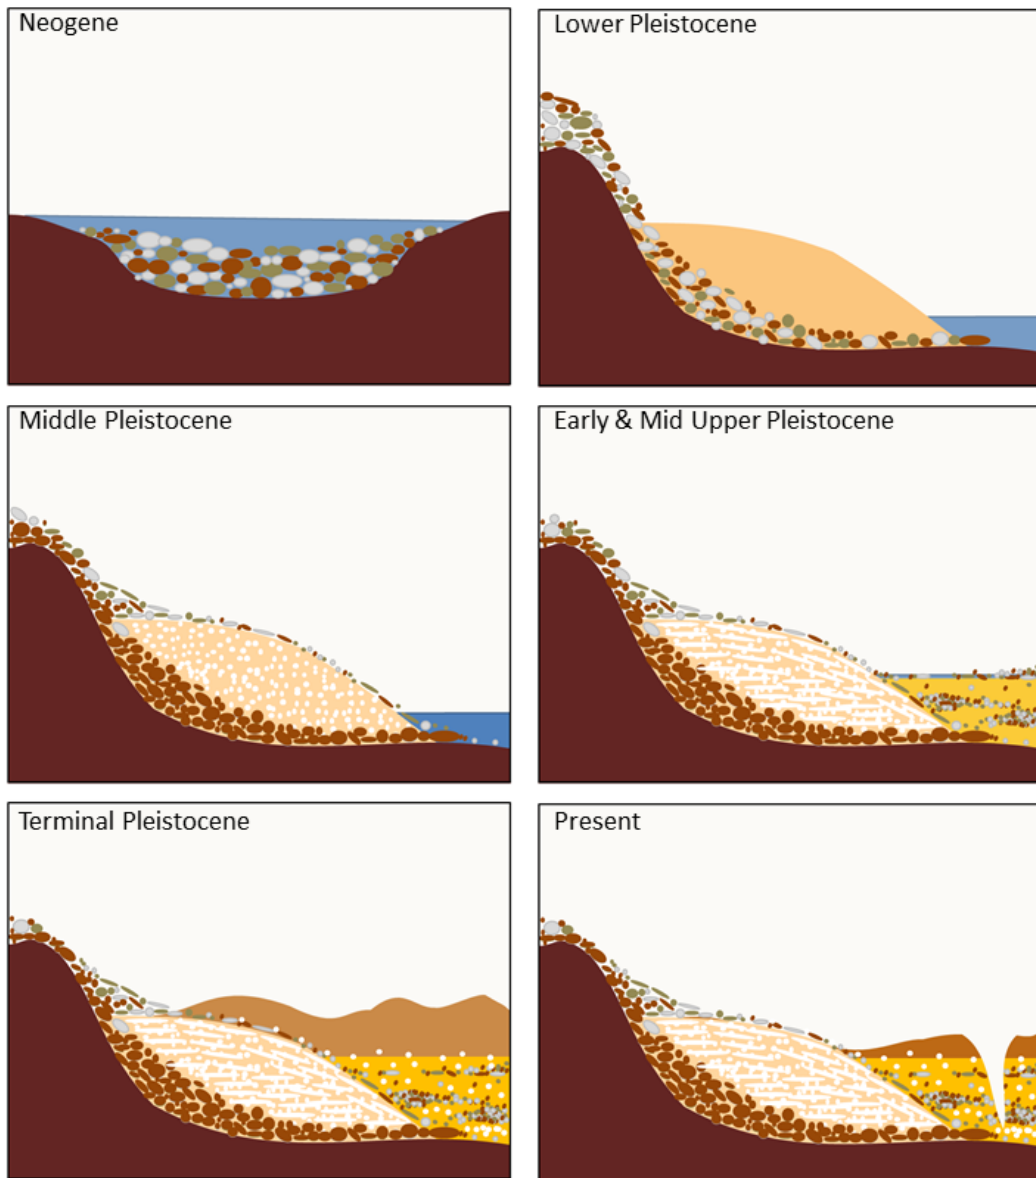 Neogene
Lower Pleistocene
Middle Pleistocene
Early & Mid Upper Pleistocene
Terminal Pleistocene
Present